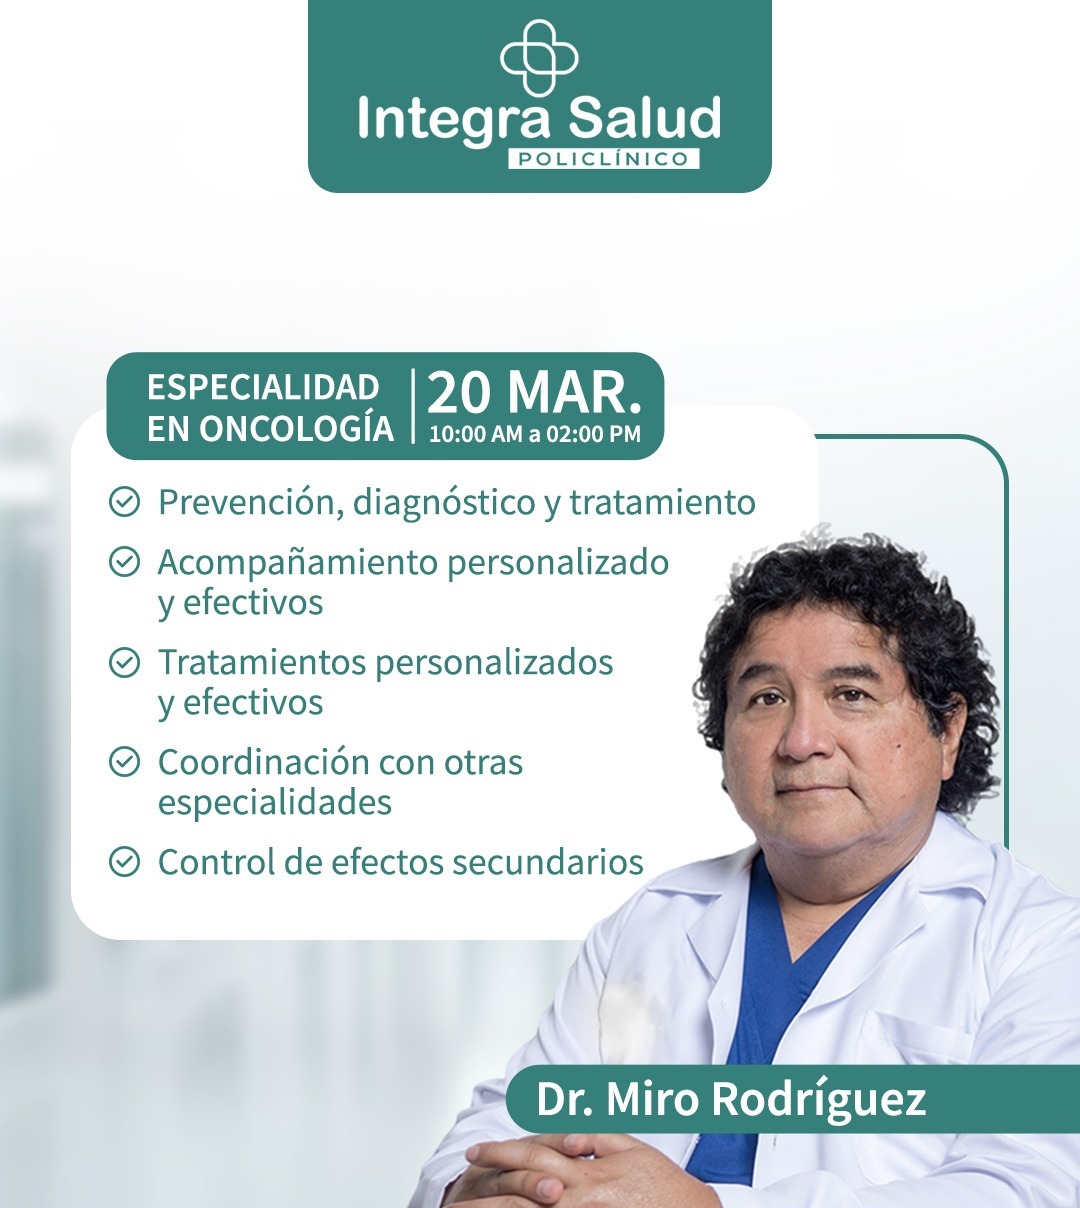 Integra Salud
POLICLÍNICO
ESPECIALIDAD
EN ONCOLOGÍA
20 MAR.
10:00 AM a 02:00 PM
Prevención, diagnóstico y tratamiento
Acompañamiento personalizado
y efectivos
Tratamientos personalizados
y efectivos
Coordinación con otras
especialidades
Control de efectos secundarios
Dr. Miro Rodríguez